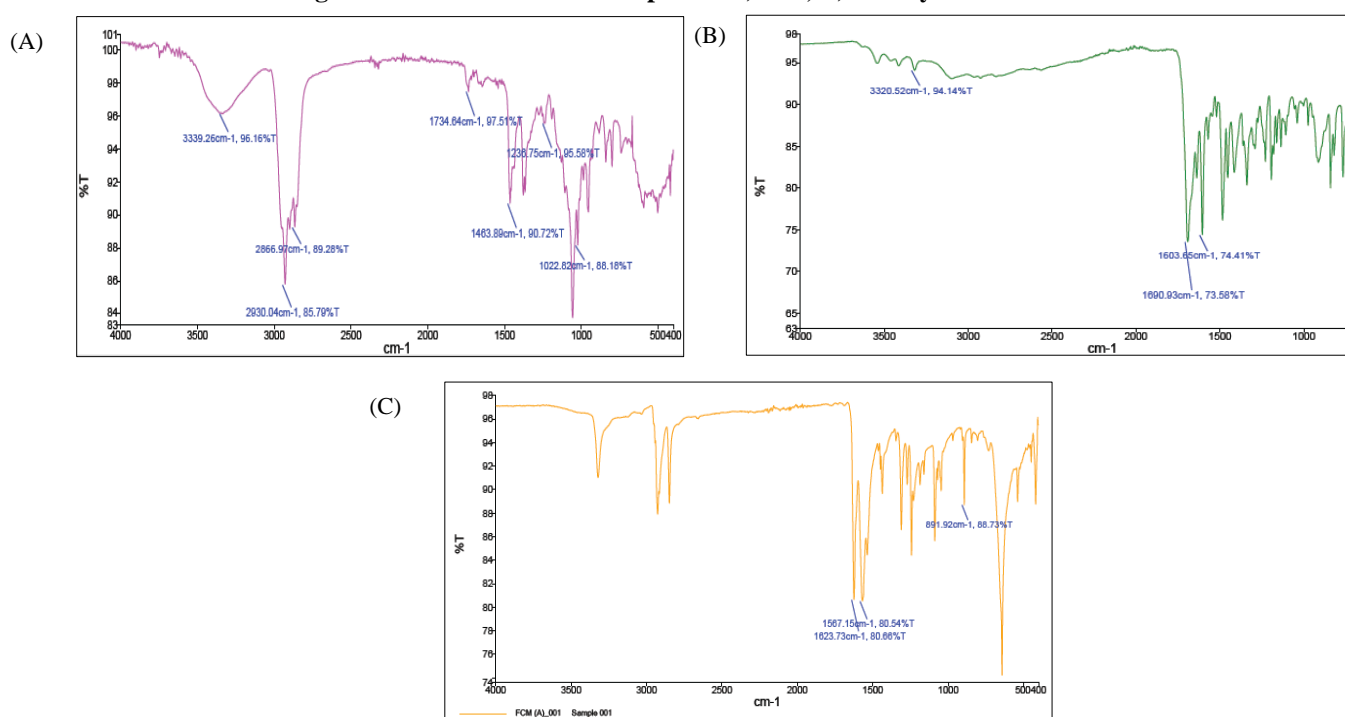 (A)
101
100
98
96
94
92
90
88
86
84
83
%T
4000
3500
3000
2500
2000
1500
1000
500400
cm-1
3339.26cm-1, 96.16%T
2866.97cm-1, 89.28%T
2930.04cm-1, 85.79%T
1734.64cm-1, 97.51%T
1236.75cm-1, 95.58%T
1463.89cm-1, 90.72%T
1022.82cm-1, 88.18%T
(B)
98
95
90
85
80
75
70
65
63
%T
4000
3500
3000
2500
2000
1500
1000
cm-1
3320.52cm-1, 94.14%T
1603.65cm-1, 74.41%T
1690.93cm-1, 73.58%T
(C)
98
96
94
92
90
88
86
84
82
80
78
76
74
%T
4000
3500
3000
2500
2000
1500
1000
500400
cm-1
891.92cm-1, 88.73%T
1567.15cm-1, 80.54%T
1623.73cm-1, 80.66%T
FCM (A)_001 Sample 001